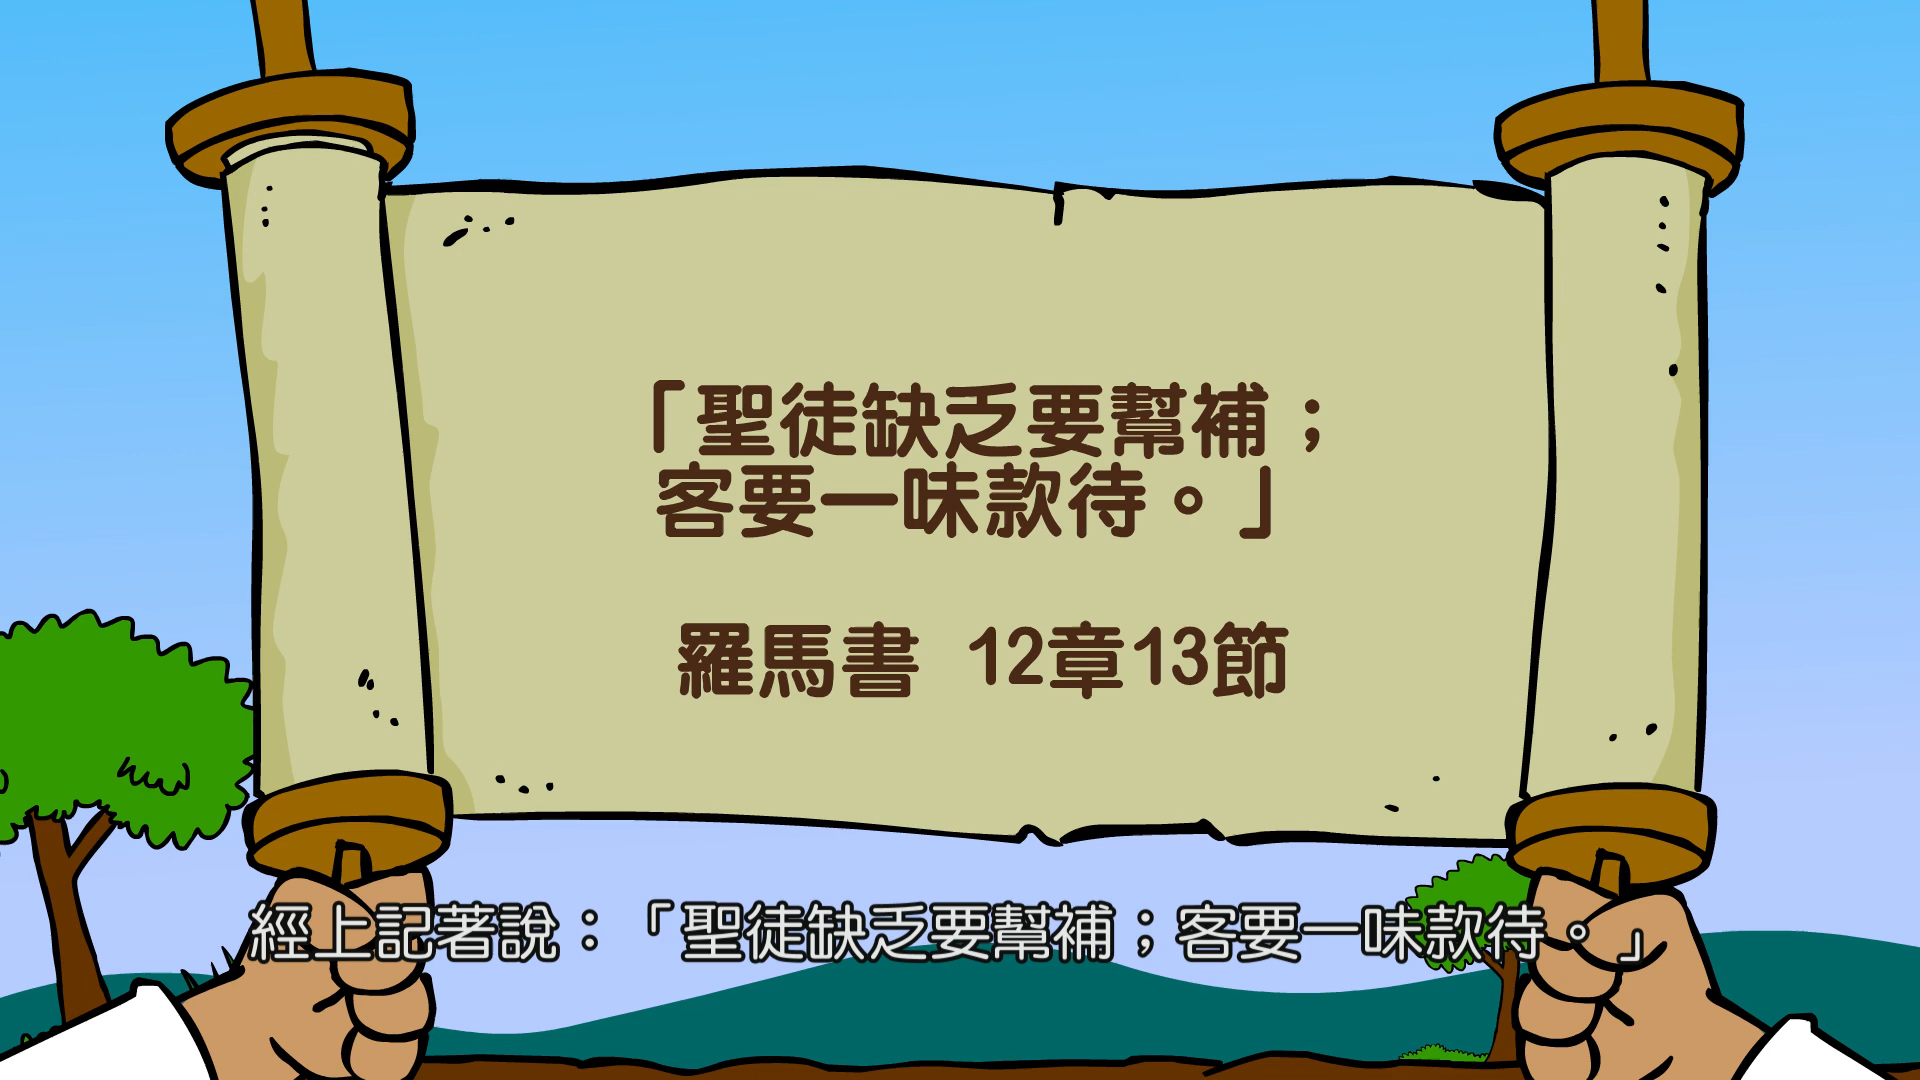 「聖徒缺乏要幫補；
客要一味款待。」
羅馬書 12章13節
經上記著說：「聖徒缺乏要幫補；客要一味款待。」